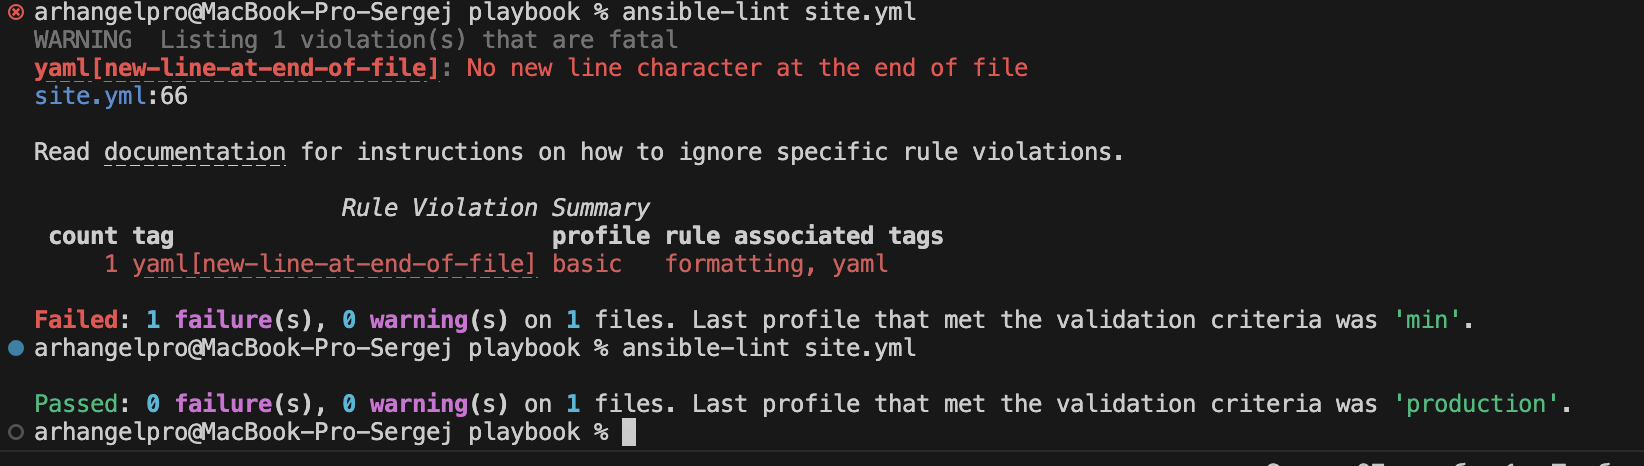 arhangelpro@MacBook-Pro-Sergej playbook % ansible-lint site.yml
WARNING  Listing 1 violation(s) that are fatal
yaml[new-line-at-end-of-file]: No new line character at the end of file
site.yml:66
Read documentation for instructions on how to ignore specific rule violations.
Rule Violation Summary
count tag profile rule associated tags
1 yaml[new-line-at-end-of-file] basic formatting, yaml
Failed: 1 failure(s), 0 warning(s) on 1 files. Last profile that met the validation criteria was 'min'.
arhangelpro@MacBook-Pro-Sergej playbook % ansible-lint site.yml
Passed: 0 failure(s), 0 warning(s) on 1 files. Last profile that met the validation criteria was 'production'.
arhangelpro@MacBook-Pro-Sergej playbook %